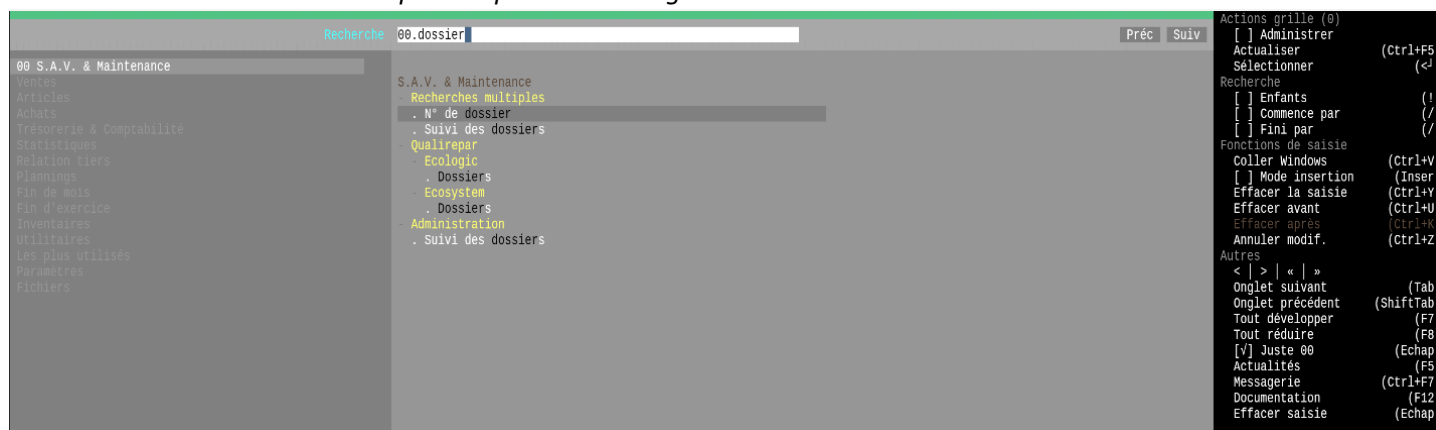 Recherche 00.dossier Préc Suiv
00 S.A.V. & Maintenance
Ventes
Articles
Achats
Trésorerie & Comptabilité
Statistiques
Relation tiers
Plannings
Fin de mois
Fin d'exercice
Inventaires
Utilitaires
Les plus utilisés
Paramètres
Fichiers
S.A.V. & Maintenance
- Recherches multiples
. N° de dossier
. Suivi des dossiers
- Qualirepar
- Ecologic
. Dossiers
- Ecosystem
. Dossiers
- Administration
. Suivi des dossiers
Actions grille (0)
[ ] Administrer
Actualiser (Ctrl+F5
Sélectionner (<┘
Recherche
[ ] Enfants (!
[ ] Commence par (/
[ ] Fini par (/
Fonctions de saisie
Coller Windows (Ctrl+V
[ ] Mode insertion (Inser
Effacer la saisie (Ctrl+Y
Effacer avant (Ctrl+U
Effacer après (Ctrl+K
Annuler modif. (Ctrl+Z
Autres
< | > | « | »
Onglet suivant (Tab
Onglet précédent (ShiftTab
Tout développer (F7
Tout réduire (F8
[√] Juste 00 (Echap
Actualités (F5
Messagerie (Ctrl+F7
Documentation (F12
Effacer saisie (Echap